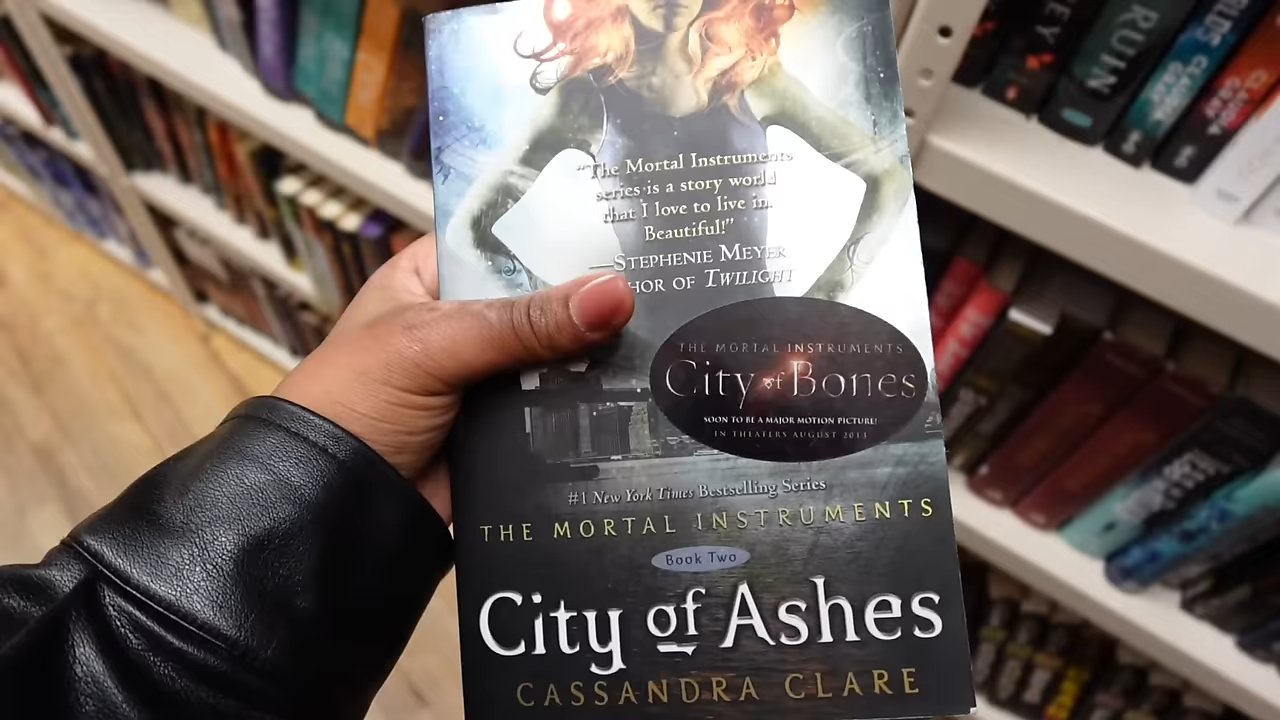 “The Mortal Instruments
series is a story world
that I love to live in.
Beautiful!”
—STEPHENIE MEYER
HOR OF TWILIGHT
THE MORTAL INSTRUMENTS
City of Bones
SOON TO BE A MAJOR MOTION PICTURE!
IN THEATERS AUGUST 2013
#1 New York Times Bestselling Series
THE MORTAL INSTRUMENTS
Book Two
City of Ashes
CASSANDRA CLARE
RUIN